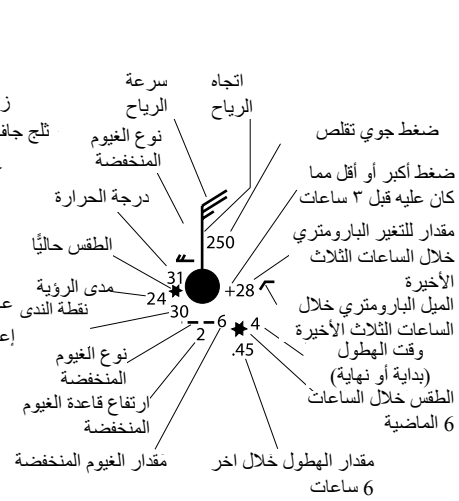 اتجاه
الرياح
سرعة
الرياح
ز
ثلج جاف
نوع الغيوم
المنخفضة
ضغط جوي تقلص
درجة الحرارة
ضغط أكبر أو أقل مما
كان عليه قبل ٣ ساعات
الطقس حاليًا
250
مقدار للتغير البارومتري
خلال الساعات الثلاث
الأخيرة
31
مدى الرؤية
24
+28
نقطة الندى
30
عـ
إع
الميل البارومتري خلال
الساعات الثلاث الأخيرة
6
4
2
.45
نوع الغيوم
المنخفضة
وقت الهطول
(بداية أو نهاية)
ارتفاع قاعدة الغيوم
المنخفضة
الطقس خلال الساعات
6 الماضية
مقدار الغيوم المنخفضة
مقدار الهطول خلال اخر
6 ساعات